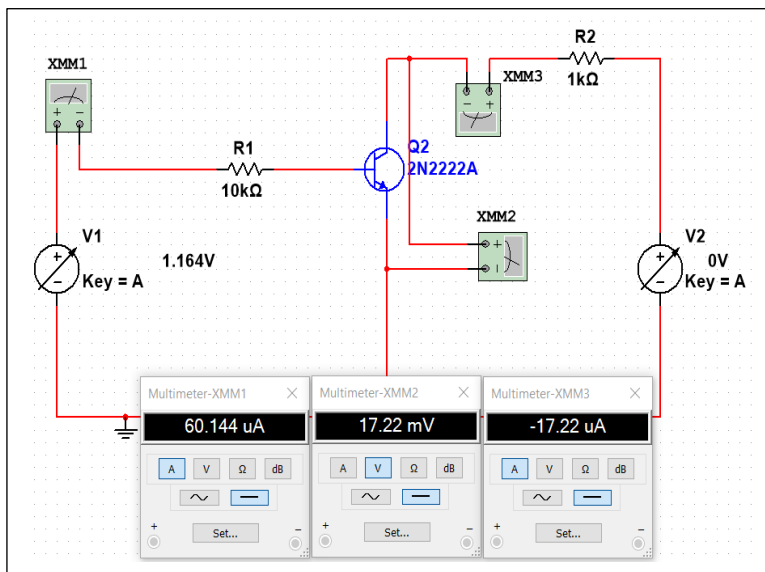 XMM1
R2
XMM3
1kΩ
R1
Q2
2N2222A
10kΩ
XMM2
V1
1.164V
Key = A
V2
0V
Key = A
Multimeter-XMM1
60.144 uA
A V Ω dB
+ Set... -
Multimeter-XMM2
17.22 mV
A V Ω dB
+ Set... -
Multimeter-XMM3
-17.22 uA
A V Ω dB
+ Set... -